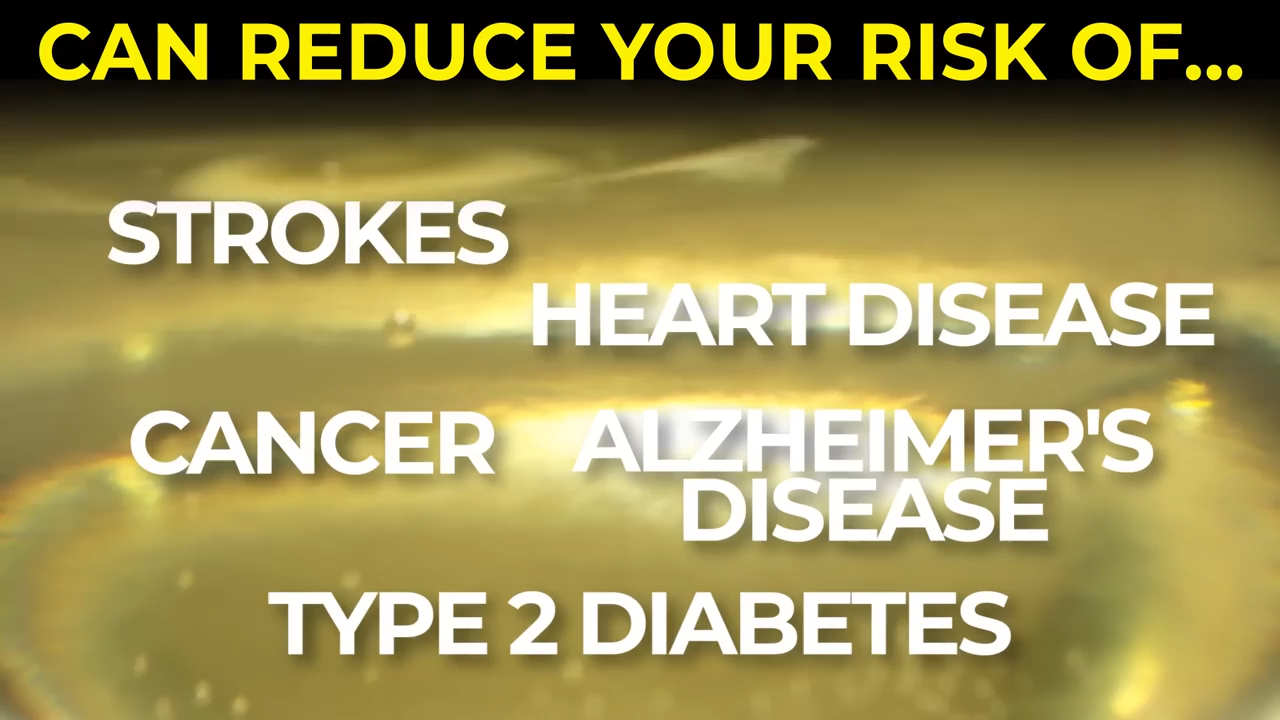 CAN REDUCE YOUR RISK OF...
STROKES
HEART DISEASE
CANCER
ALZHEIMER'S
DISEASE
TYPE 2 DIABETES